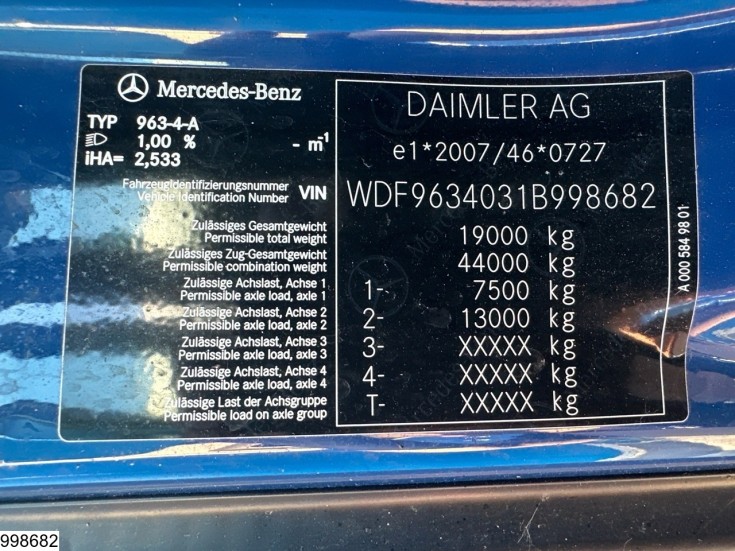 Mercedes-Benz
TYP 963-4-A
1,00 % - m⁻¹
iHA= 2,533
DAIMLER AG
e1*2007/46*0727
Fahrzeugidentifizierungsnummer
Vehicle Identification Number VIN WDF9634031B998682
Zulässiges Gesamtgewicht
Permissible total weight 19000 kg
Zulässiges Zug-Gesamtgewicht
Permissible combination weight 44000 kg
Zulässige Achslast, Achse 1
Permissible axle load, axle 1 1- 7500 kg
Zulässige Achslast, Achse 2
Permissible axle load, axle 2 2- 13000 kg
Zulässige Achslast, Achse 3
Permissible axle load, axle 3 3- XXXXX kg
Zulässige Achslast, Achse 4
Permissible axle load, axle 4 4- XXXXX kg
Zulässige Last der Achsgruppe
Permissible load on axle group T- XXXXX kg
A 000 584 98 01
998682